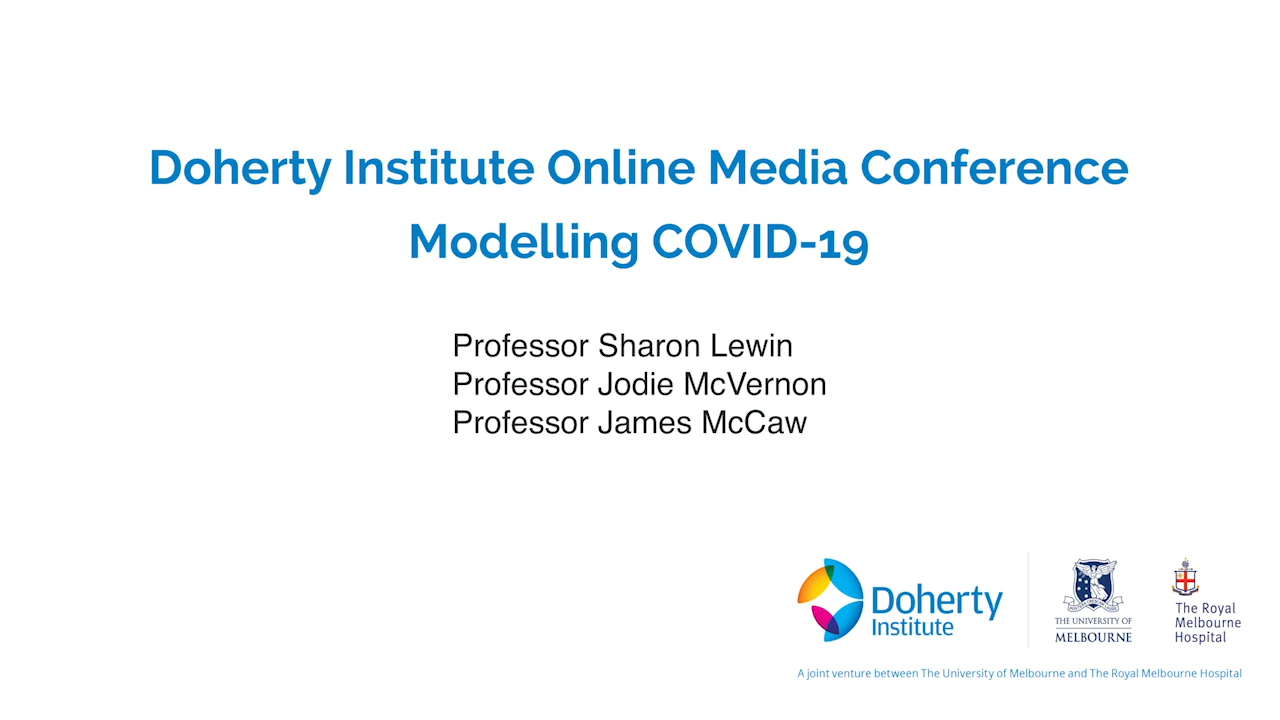 Doherty Institute Online Media Conference
Modelling COVID-19
Professor Sharon Lewin
Professor Jodie McVernon
Professor James McCaw
Doherty
Institute
THE UNIVERSITY OF
MELBOURNE
The Royal
Melbourne
Hospital
A joint venture between The University of Melbourne and The Royal Melbourne Hospital